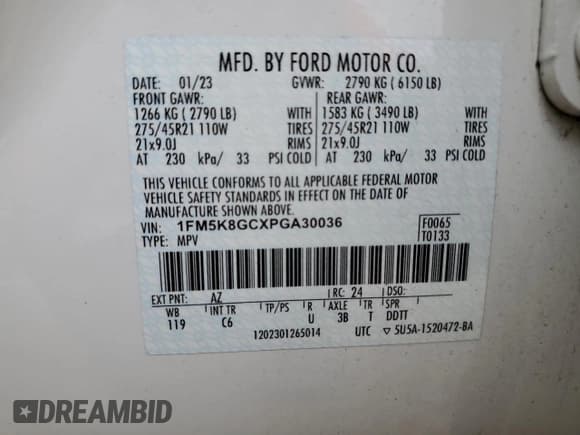 MFD. BY FORD MOTOR CO.
DATE: 01/23 GVWR: 2790 KG ( 6150 LB)
FRONT GAWR: REAR GAWR:
1266 KG ( 2790 LB) WITH 1583 KG ( 3490 LB) WITH
275/45R21 110W TIRES 275/45R21 110W TIRES
21x9.0J RIMS 21x9.0J RIMS
AT 230 kPa/ 33 PSI COLD AT 230 kPa/ 33 PSI COLD
THIS VEHICLE CONFORMS TO ALL APPLICABLE FEDERAL MOTOR
VEHICLE SAFETY STANDARDS IN EFFECT ON THE DATE OF
MANUFACTURE SHOWN ABOVE.
VIN: 1FM5K8GCXPGA30036 F0065
TYPE: MPV T0133
EXT PNT: AZ RC: 24 DSO:
WB INT TR TP/PS R AXLE TR SPR
119 C6 U 3B T DDTT
1202301265014 UTC ▽ 5U5A-1520472-BA
DREAMBID